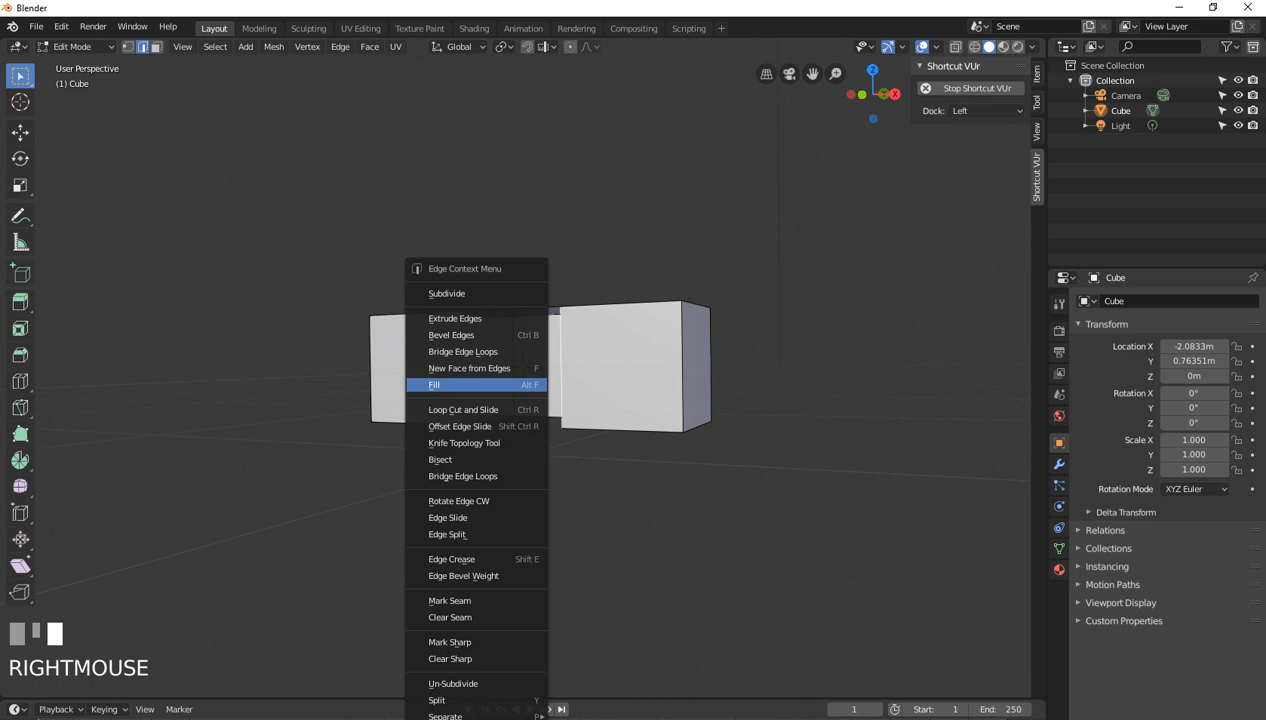 Blender
File Edit Render Window Help Layout Modeling Sculpting UV Editing Texture Paint Shading Animation Rendering Compositing Scripting + Scene View Layer
Edit Mode View Select Add Mesh Vertex Edge Face UV Global
User Perspective
(1) Cube
Shortcut VUr
Stop Shortcut VUr
Dock: Left
Z
X
Item
Tool
View
Shortcut VUr
Scene Collection
Collection
Camera
Cube
Light
Cube
Cube
Transform
Location X -2.0833m
Y 0.76351m
Z 0m
Rotation X 0°
Y 0°
Z 0°
Scale X 1.000
Y 1.000
Z 1.000
Rotation Mode XYZ Euler
Delta Transform
Relations
Collections
Instancing
Motion Paths
Viewport Display
Custom Properties
Edge Context Menu
Subdivide
Extrude Edges
Bevel Edges Ctrl B
Bridge Edge Loops
New Face from Edges F
Fill Alt F
Loop Cut and Slide Ctrl R
Offset Edge Slide Shift Ctrl R
Knife Topology Tool
Bisect
Bridge Edge Loops
Rotate Edge CW
Edge Slide
Edge Split
Edge Crease Shift E
Edge Bevel Weight
Mark Seam
Clear Seam
Mark Sharp
Clear Sharp
Un-Subdivide
Split Y
Separate P
RIGHTMOUSE
Playback Keying View Marker 1 Start: 1 End: 250